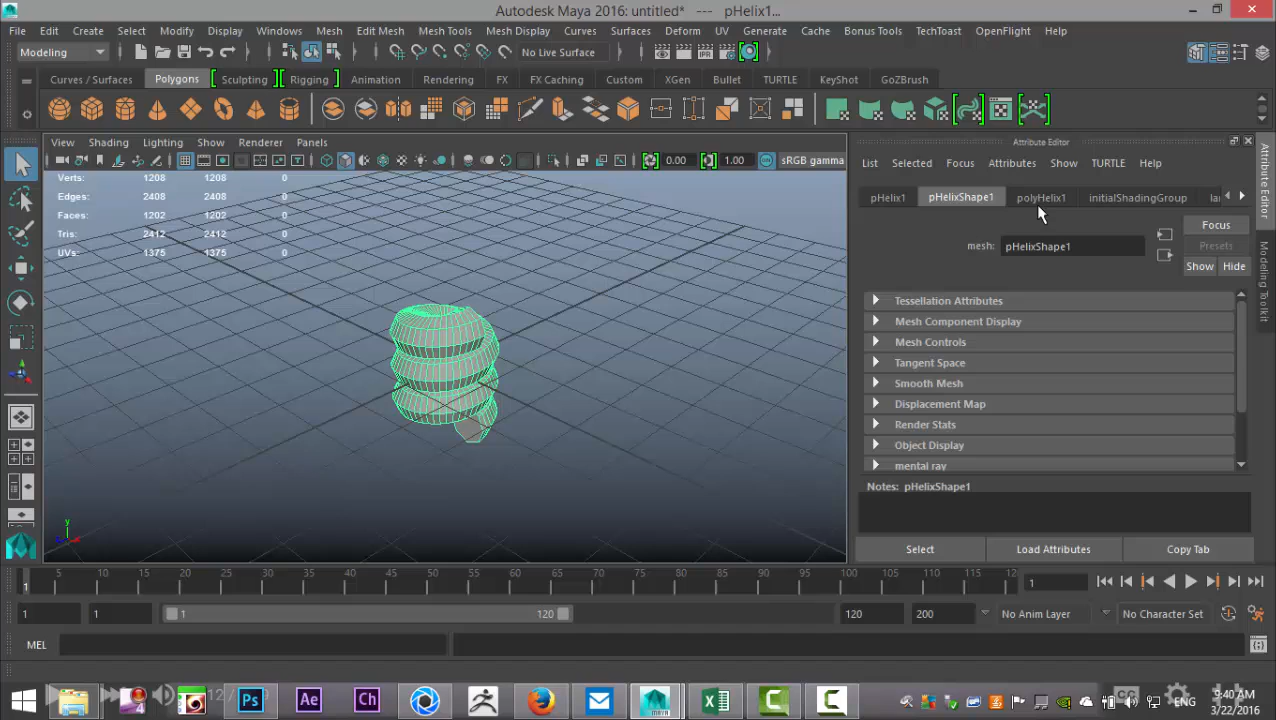 Autodesk Maya 2016: untitled* --- pHelix1...
File Edit Create Select Modify Display Windows Mesh Edit Mesh Mesh Tools Mesh Display Curves Surfaces Deform UV Generate Cache Bonus Tools TechToast OpenFlight Help
Modeling No Live Surface
Curves / Surfaces Polygons Sculpting Rigging Animation Rendering FX FX Caching Custom XGen Bullet TURTLE KeyShot GoZBrush
View Shading Lighting Show Renderer Panels
0.00 1.00 sRGB gamma
Verts: 1208 1208 0
Edges: 2408 2408 0
Faces: 1202 1202 0
Tris: 2412 2412 0
UVs: 1375 1375 0
Attribute Editor
List Selected Focus Attributes Show TURTLE Help
pHelix1 pHelixShape1 polyHelix1 initialShadingGroup
mesh: pHelixShape1
Focus
Presets
Show Hide
Tessellation Attributes
Mesh Component Display
Mesh Controls
Tangent Space
Smooth Mesh
Displacement Map
Render Stats
Object Display
mental ray
Notes: pHelixShape1
Select Load Attributes Copy Tab
Attribute Editor
Modeling Toolkit
y
1 5 10 15 20 25 30 35 40 45 50 55 60 65 70 75 80 85 90 95 100 105 110 115 120 1
1 1 1 120 120 200 No Anim Layer No Character Set
MEL
Ps Ae Ch MAYA ENG
9:40 AM
3/22/2016